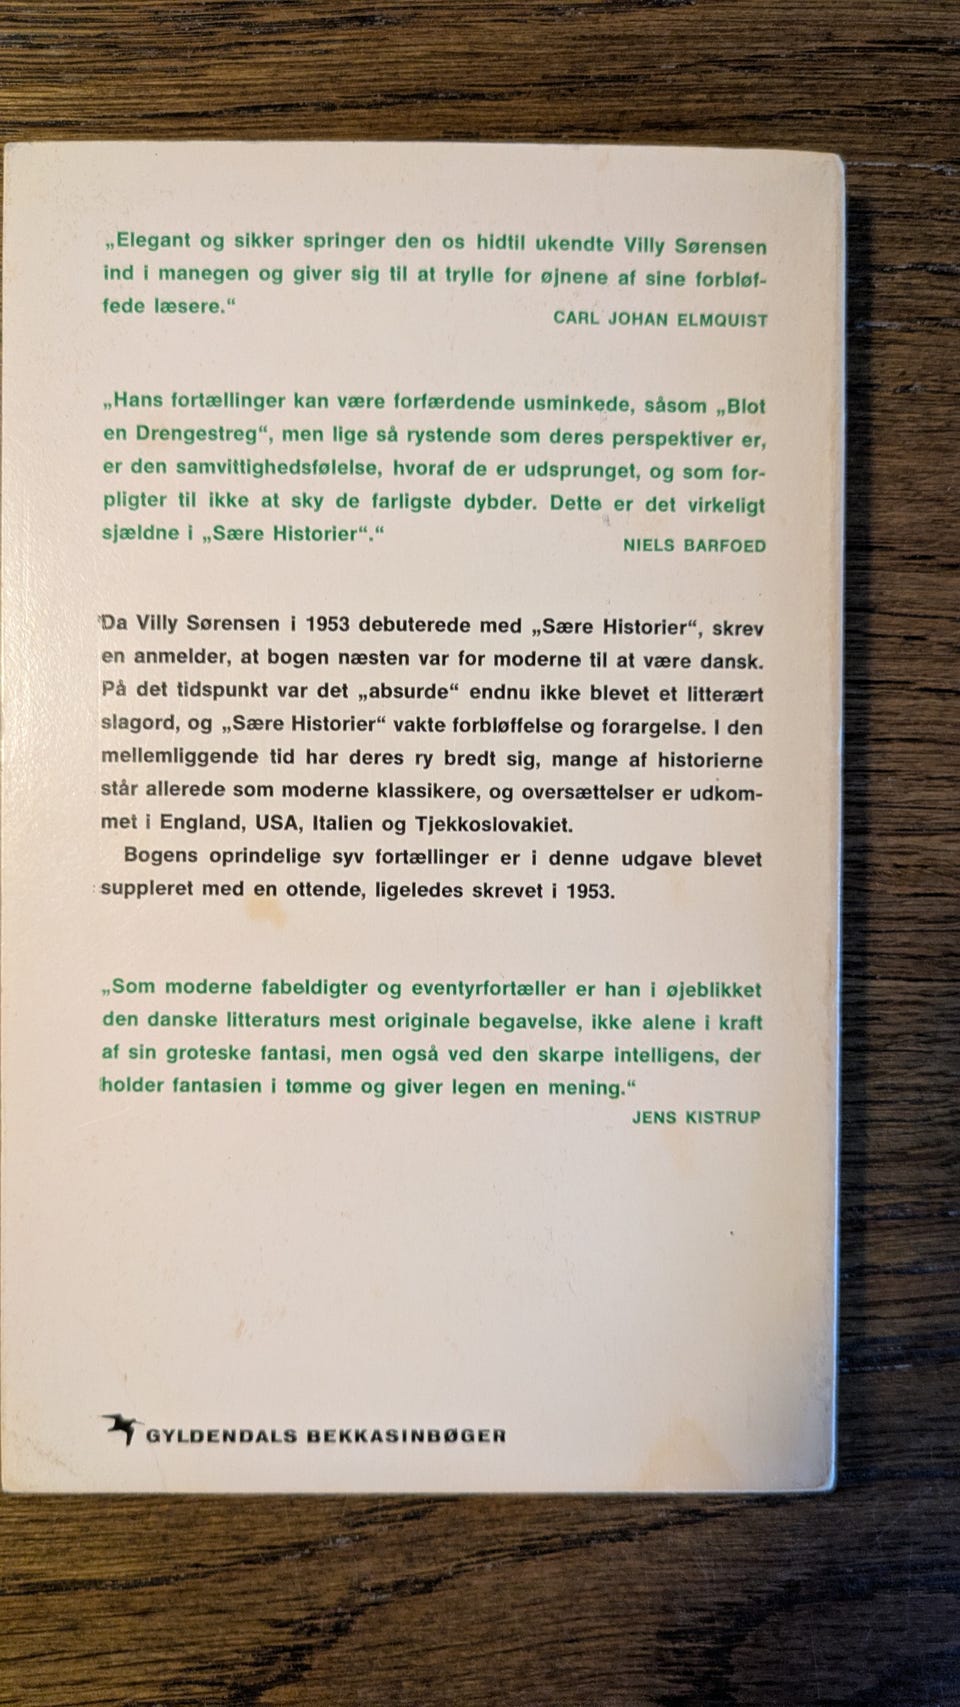 „Elegant og sikker springer den os hidtil ukendte Villy Sørensen
ind i manegen og giver sig til at trylle for øjnene af sine forbløf-
fede læsere.“
CARL JOHAN ELMQUIST
„Hans fortællinger kan være forfærdende usminkede, såsom „Blot
en Drengestreg“, men lige så rystende som deres perspektiver er,
er den samvittighedsfølelse, hvoraf de er udsprunget, og som for-
pligter til ikke at sky de farligste dybder. Dette er det virkeligt
sjældne i „Sære Historier“.“
NIELS BARFOED
Da Villy Sørensen i 1953 debuterede med „Sære Historier“, skrev
en anmelder, at bogen næsten var for moderne til at være dansk.
På det tidspunkt var det „absurde“ endnu ikke blevet et litterært
slagord, og „Sære Historier“ vakte forbløffelse og forargelse. I den
mellemliggende tid har deres ry bredt sig, mange af historierne
står allerede som moderne klassikere, og oversættelser er udkom-
met i England, USA, Italien og Tjekkoslovakiet.
Bogens oprindelige syv fortællinger er i denne udgave blevet
suppleret med en ottende, ligeledes skrevet i 1953.
„Som moderne fabeldigter og eventyrfortæller er han i øjeblikket
den danske litteraturs mest originale begavelse, ikke alene i kraft
af sin groteske fantasi, men også ved den skarpe intelligens, der
holder fantasien i tømme og giver legen en mening.“
JENS KISTRUP
GYLDENDALS BEKKASINBØGER